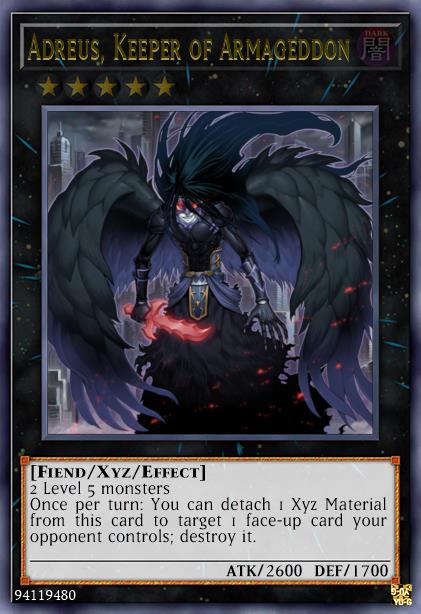 Adreus, Keeper of Armageddon
DARK
闇
[Fiend/Xyz/Effect]
2 Level 5 monsters
Once per turn: You can detach 1 Xyz Material
from this card to target 1 face-up card your
opponent controls; destroy it.
ATK/2600 DEF/1700
94119480